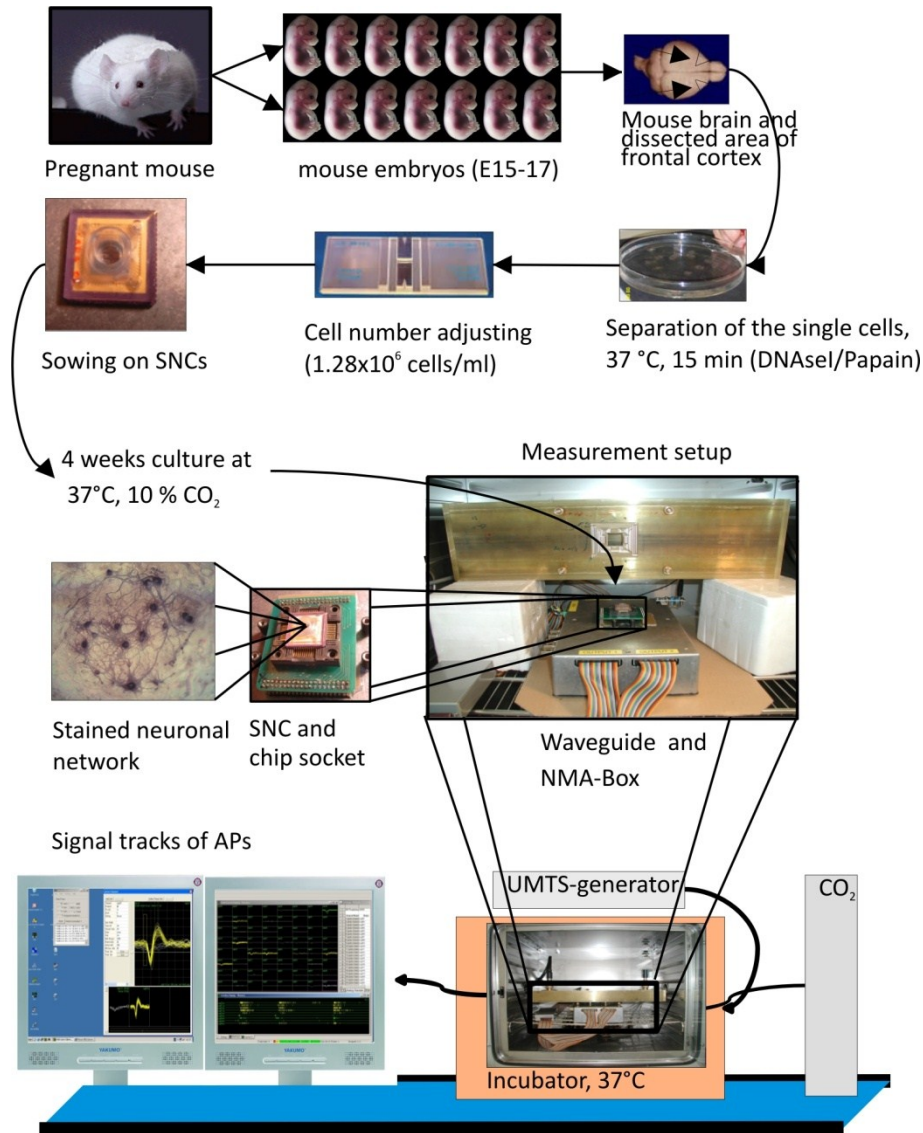 Pregnant mouse
mouse embryos (E15-17)
Mouse brain and
dissected area of
frontal cortex
Sowing on SNCs
Cell number adjusting
(1.28x10⁶ cells/ml)
Separation of the single cells,
37 °C, 15 min (DNAseI/Papain)
4 weeks culture at
37°C, 10 % CO₂
Measurement setup
Stained neuronal
network
SNC and
chip socket
Waveguide and
NMA-Box
Signal tracks of APs
UMTS-generator
CO₂
YAKUMO
YAKUMO
Incubator, 37°C